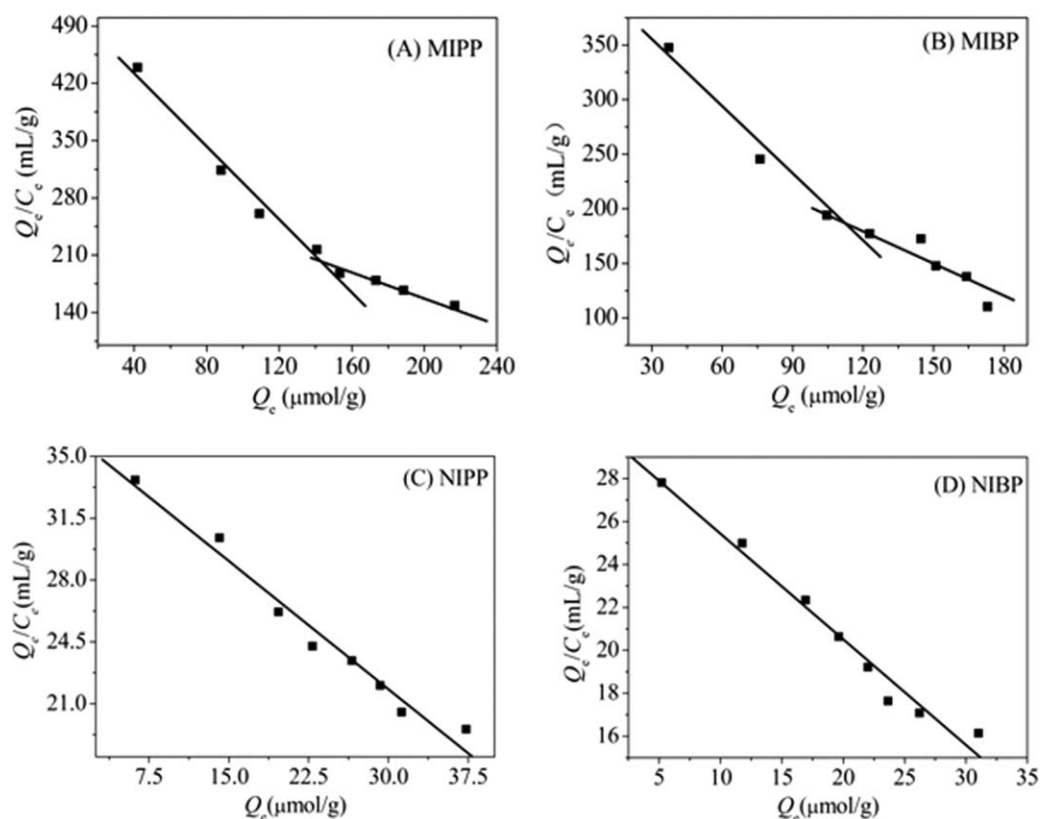 (A) MIPP
490
420
350
280
210
140
Qe/Ce (mL/g)
40 80 120 160 200 240
Qe (μmol/g)
(B) MIBP
350
300
250
200
150
100
Qe/Ce (mL/g)
30 60 90 120 150 180
Qe (μmol/g)
(C) NIPP
35.0
31.5
28.0
24.5
21.0
Qe/Ce (mL/g)
7.5 15.0 22.5 30.0 37.5
Qe(μmol/g)
(D) NIBP
28
26
24
22
20
18
16
Qe/Ce (mL/g)
5 10 15 20 25 30 35
Qe(μmol/g)